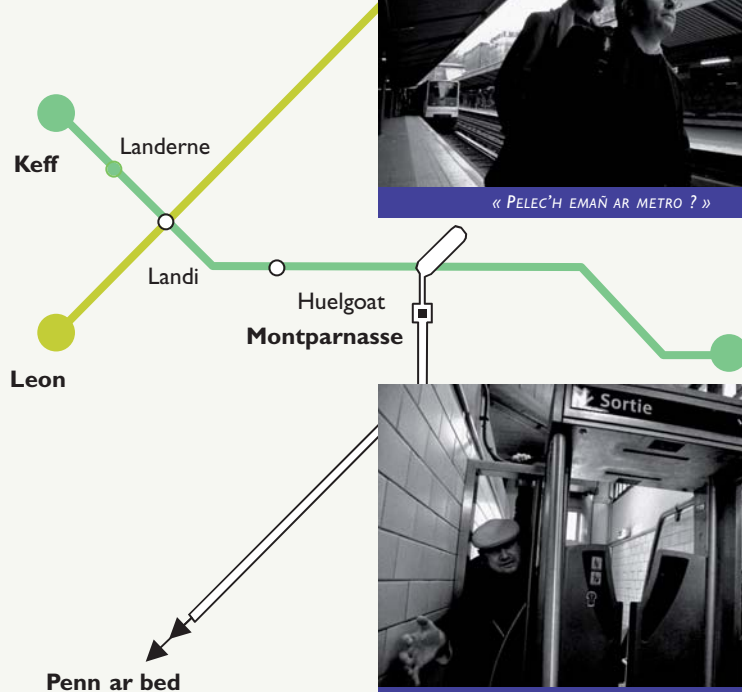 Keff
Landerne
« PELEC’H EMAÑ AR METRO ? »
Landi
Huelgoat
Montparnasse
Leon
Sortie
Penn ar bed